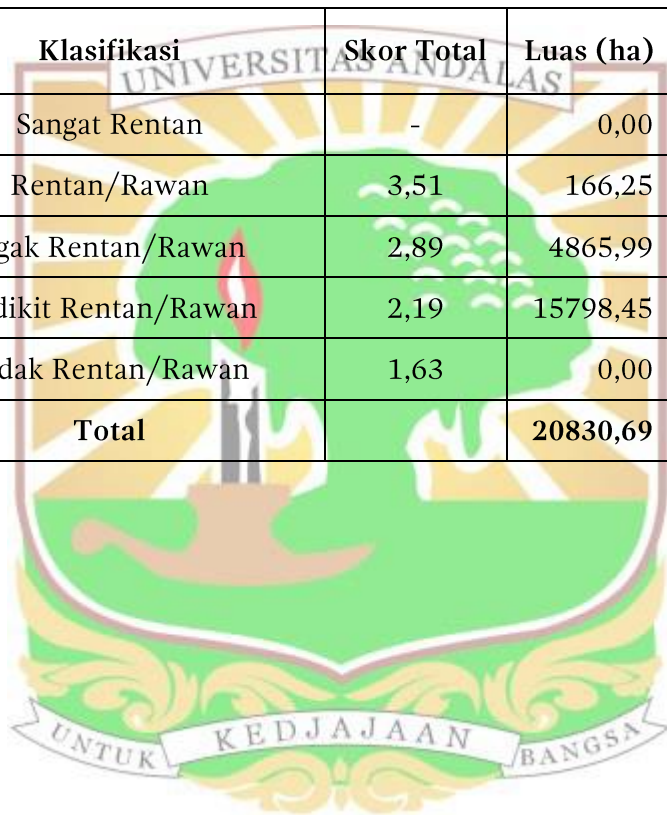 Klasifikasi Skor Total Luas (ha)
UNIVERSITAS ANDALAS
Sangat Rentan - 0,00
Rentan/Rawan 3,51 166,25
gak Rentan/Rawan 2,89 4865,99
dikit Rentan/Rawan 2,19 15798,45
dak Rentan/Rawan 1,63 0,00
Total 20830,69
UNTUK KEDJAJAAN BANGSA